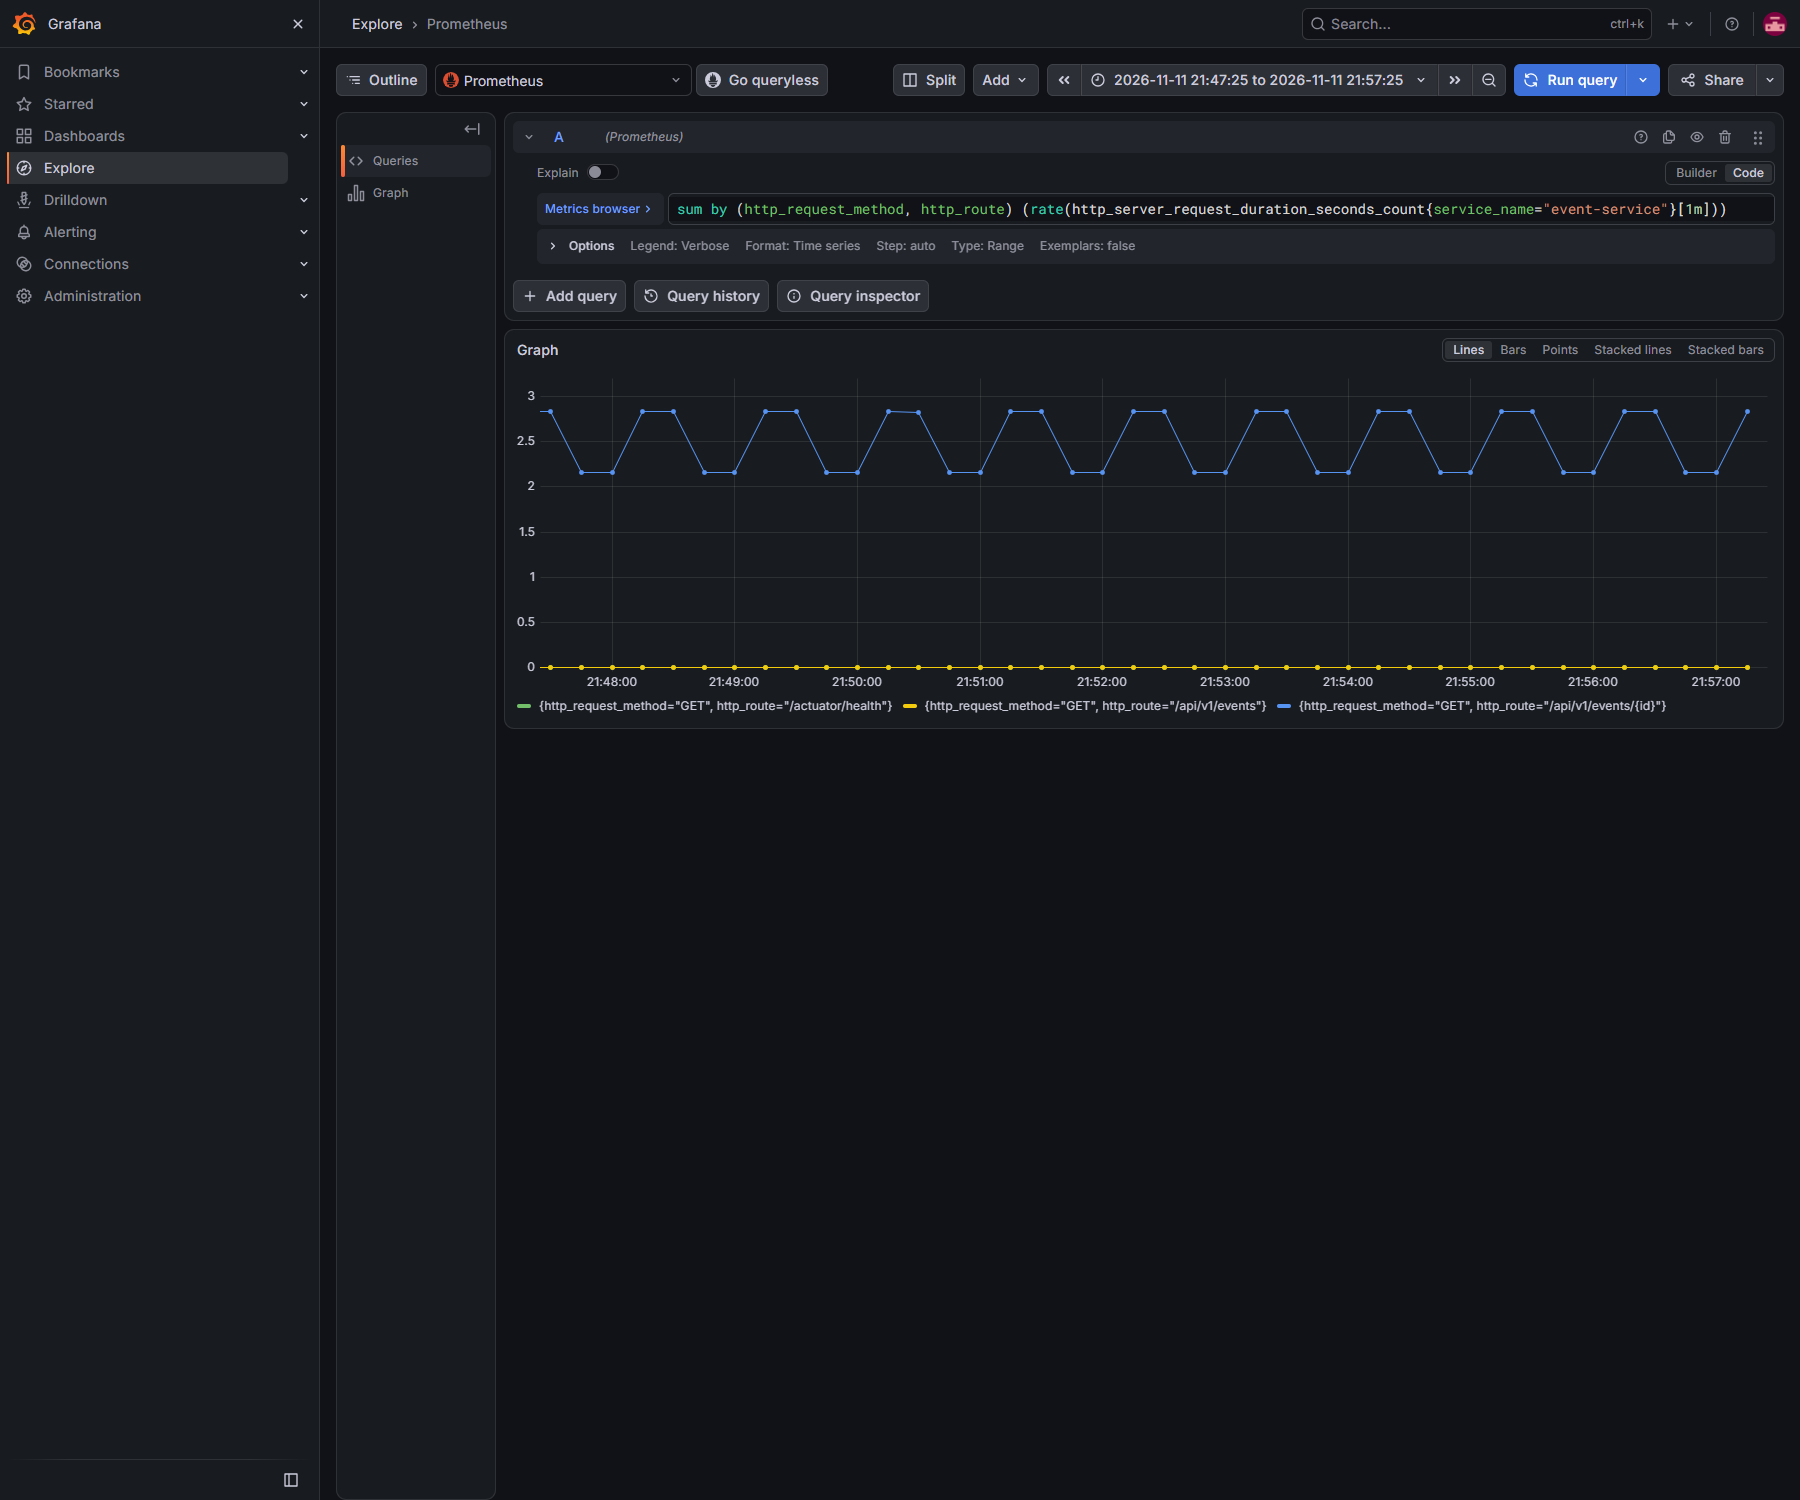 Grafana
Explore › Prometheus
Search...
ctrl+k
Bookmarks
Starred
Dashboards
Explore
Drilldown
Alerting
Connections
Administration
Outline
Prometheus
Go queryless
Split
Add
2026-11-11 21:47:25 to 2026-11-11 21:57:25
Run query
Share
Queries
Graph
A
(Prometheus)
Explain
Builder
Code
Metrics browser
sum by (http_request_method, http_route) (rate(http_server_request_duration_seconds_count{service_name="event-service"}[1m]))
Options Legend: Verbose Format: Time series Step: auto Type: Range Exemplars: false
Add query
Query history
Query inspector
Graph
Lines Bars Points Stacked lines Stacked bars
3
2.5
2
1.5
1
0.5
0
21:48:00 21:49:00 21:50:00 21:51:00 21:52:00 21:53:00 21:54:00 21:55:00 21:56:00 21:57:00
{http_request_method="GET", http_route="/actuator/health"} {http_request_method="GET", http_route="/api/v1/events"} {http_request_method="GET", http_route="/api/v1/events/{id}"}